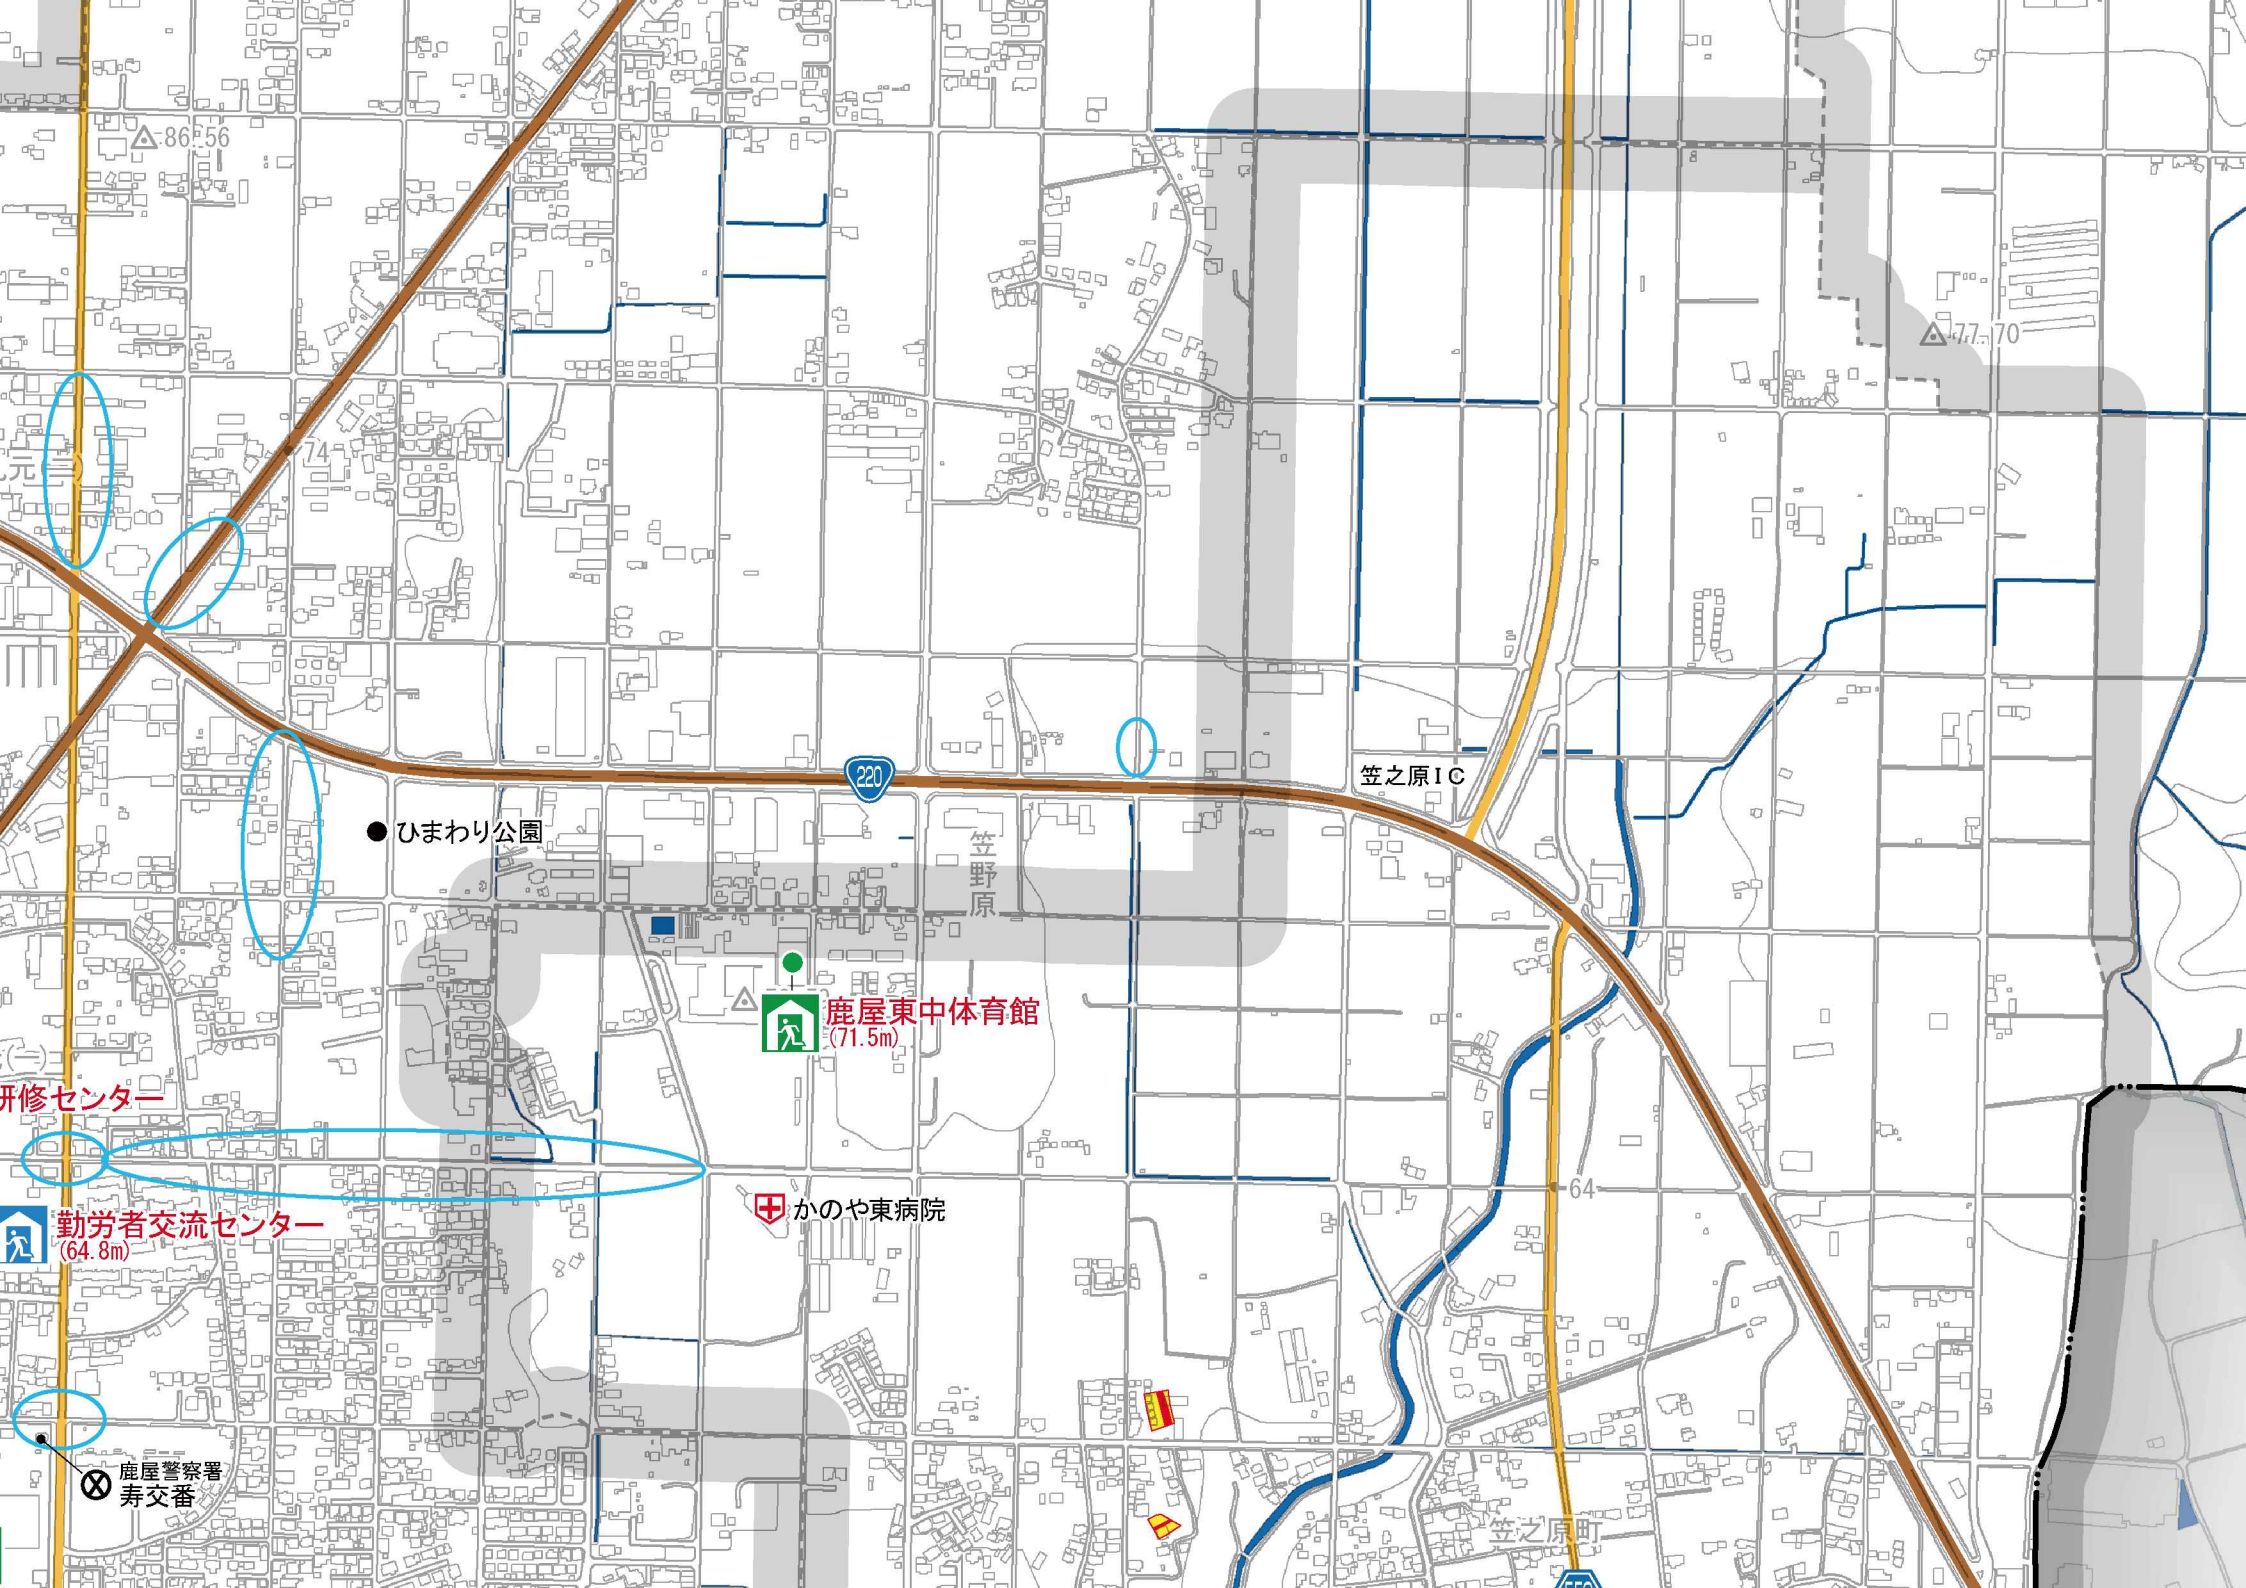 86.56
77.70
元(二)
74
220
笠之原IC
ひまわり公園
笠野原
鹿屋東中体育館
(71.5m)
(一)
研修センター
64
かのや東病院
勤労者交流センター
(64.8m)
鹿屋警察署
寿交番
笠之原町